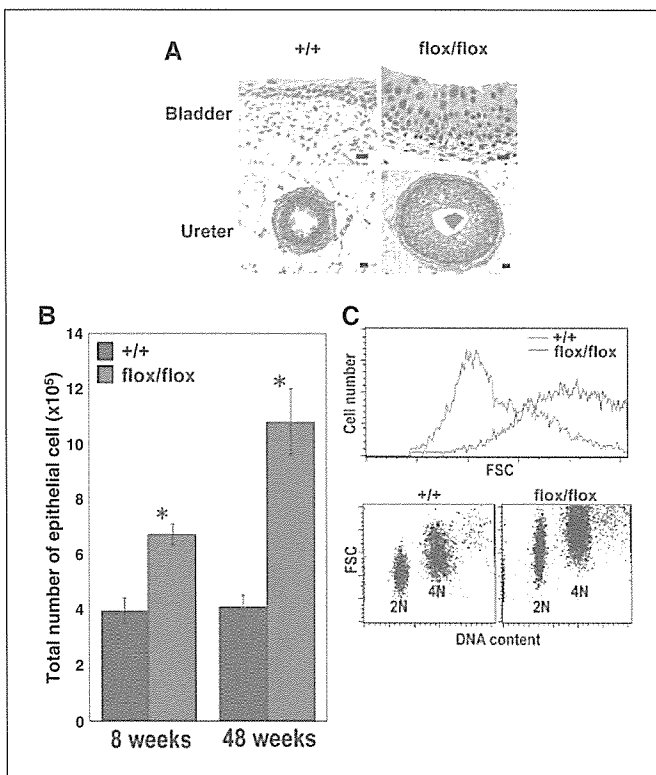 A
+/+ flox/flox
Bladder
Ureter
B
14
12
10
8
6
4
2
0
Total number of epithelial cell (x10⁵)
+/+
flox/flox
*
*
8 weeks 48 weeks
C
+/+
flox/flox
Cell number
FSC
+/+ flox/flox
FSC
2N 4N 2N 4N
DNA content